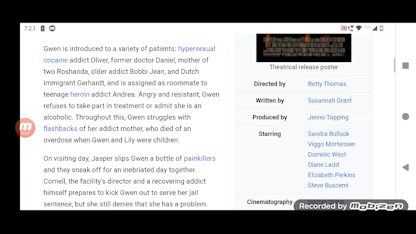 7:23
Gwen is introduced to a variety of patients: hypersexual
cocaine addict Oliver, former doctor Daniel, mother of
two Roshanda, older addict Bobbi Jean, and Dutch
immigrant Gerhardt, and is assigned as roommate to
teenage heroin addict Andrea. Angry and resistant, Gwen
refuses to take part in treatment or admit she is an
alcoholic. Throughout this, Gwen struggles with
flashbacks of her addict mother, who died of an
overdose when Gwen and Lily were children.
On visiting day, Jasper slips Gwen a bottle of painkillers
and they sneak off for an inebriated day together.
Cornell, the facility's director and a recovering addict
himself prepares to kick Gwen out to serve her jail
sentence, but she still denies that she has a problem.
Theatrical release poster
Directed by Betty Thomas
Written by Susannah Grant
Produced by Jenno Topping
Starring Sandra Bullock
Viggo Mortensen
Dominic West
Diane Ladd
Elizabeth Perkins
Steve Buscemi
Cinematography
Recorded by Mobizen